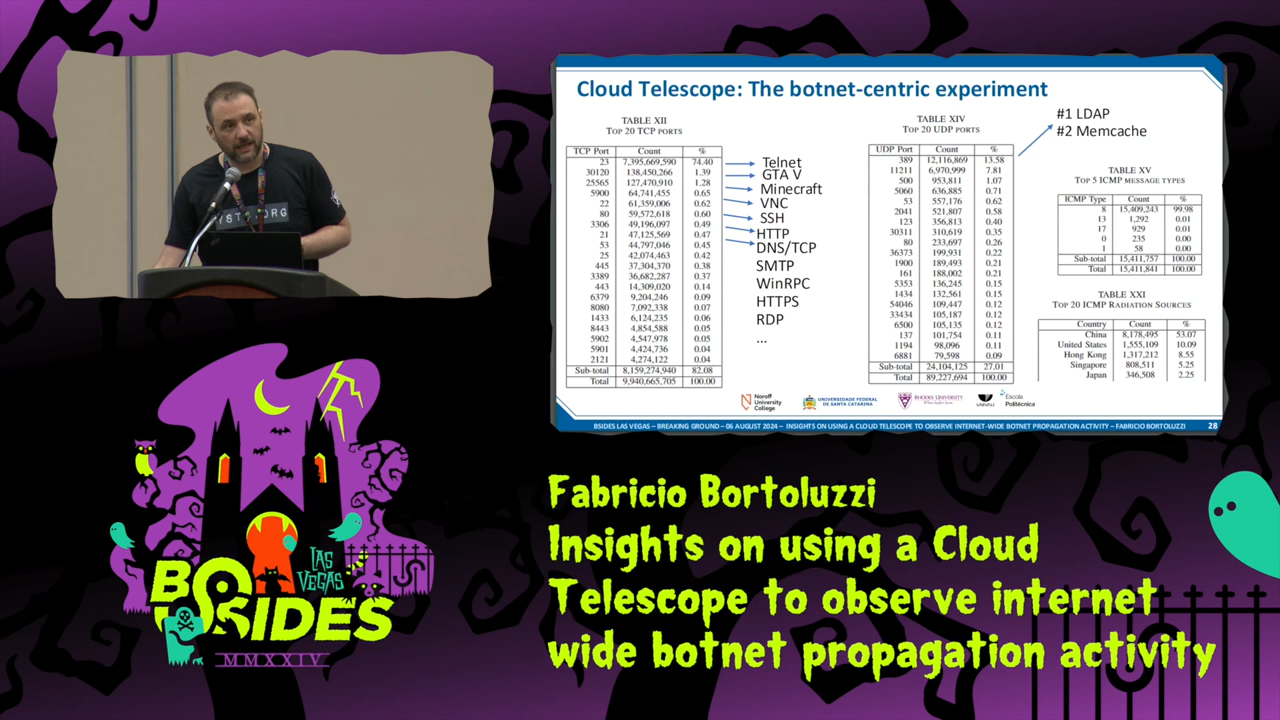 YST .ORG
Cloud Telescope: The botnet-centric experiment
TABLE XII
TOP 20 TCP PORTS
TCP Port Count %
23 7,395,669,590 74.40
30120 138,450,266 1.39
25565 127,470,910 1.28
5900 64,741,455 0.65
22 61,359,006 0.62
80 59,572,618 0.60
3306 49,196,097 0.49
21 47,125,569 0.47
53 44,797,046 0.45
25 42,074,463 0.42
445 37,304,370 0.38
3389 36,682,287 0.37
443 14,309,020 0.14
6379 9,204,246 0.09
8080 7,092,338 0.07
1433 6,124,235 0.06
8443 4,854,588 0.05
5902 4,547,978 0.05
5901 4,424,736 0.04
2121 4,274,122 0.04
Sub-total 8,159,274,940 82.08
Total 9,940,665,705 100.00
Telnet
GTA V
Minecraft
VNC
SSH
HTTP
DNS/TCP
SMTP
WinRPC
HTTPS
RDP
...
TABLE XIV
TOP 20 UDP PORTS
UDP Port Count %
389 12,116,869 13.58
11211 6,970,999 7.81
500 953,811 1.07
5060 636,885 0.71
53 557,176 0.62
2041 521,807 0.58
123 356,813 0.40
30311 310,619 0.35
80 233,697 0.26
36373 199,931 0.22
1900 189,493 0.21
161 188,002 0.21
5353 136,245 0.15
1434 132,561 0.15
54046 109,447 0.12
33434 105,187 0.12
6500 105,135 0.12
137 101,754 0.11
1194 98,096 0.11
6881 79,598 0.09
Sub-total 24,104,125 27.01
Total 89,227,694 100.00
#1 LDAP
#2 Memcache
TABLE XV
TOP 5 ICMP MESSAGE TYPES
ICMP Type Count %
8 15,409,243 99.98
13 1,292 0.01
17 929 0.01
0 235 0.00
1 58 0.00
Sub-total 15,411,757 100.00
Total 15,411,841 100.00
TABLE XXI
TOP 20 ICMP RADIATION SOURCES
Country Count %
China 8,178,495 53.07
United States 1,555,109 10.09
Hong Kong 1,317,212 8.55
Singapore 808,511 5.25
Japan 346,508 2.25
Noroff
University
College
UNIVERSIDADE FEDERAL
DE SANTA CATARINA
RHODES UNIVERSITY
Where leaders learn
UNIVALI
Escola
Politécnica
BSIDES LAS VEGAS – BREAKING GROUND – 06 AUGUST 2024 – INSIGHTS ON USING A CLOUD TELESCOPE TO OBSERVE INTERNET-WIDE BOTNET PROPAGATION ACTIVITY – FABRICIO BORTOLUZZI 28
LAS
VEGAS
BSIDES
MMXXIV
Fabricio Bortoluzzi
Insights on using a Cloud
Telescope to observe internet
wide botnet propagation activity